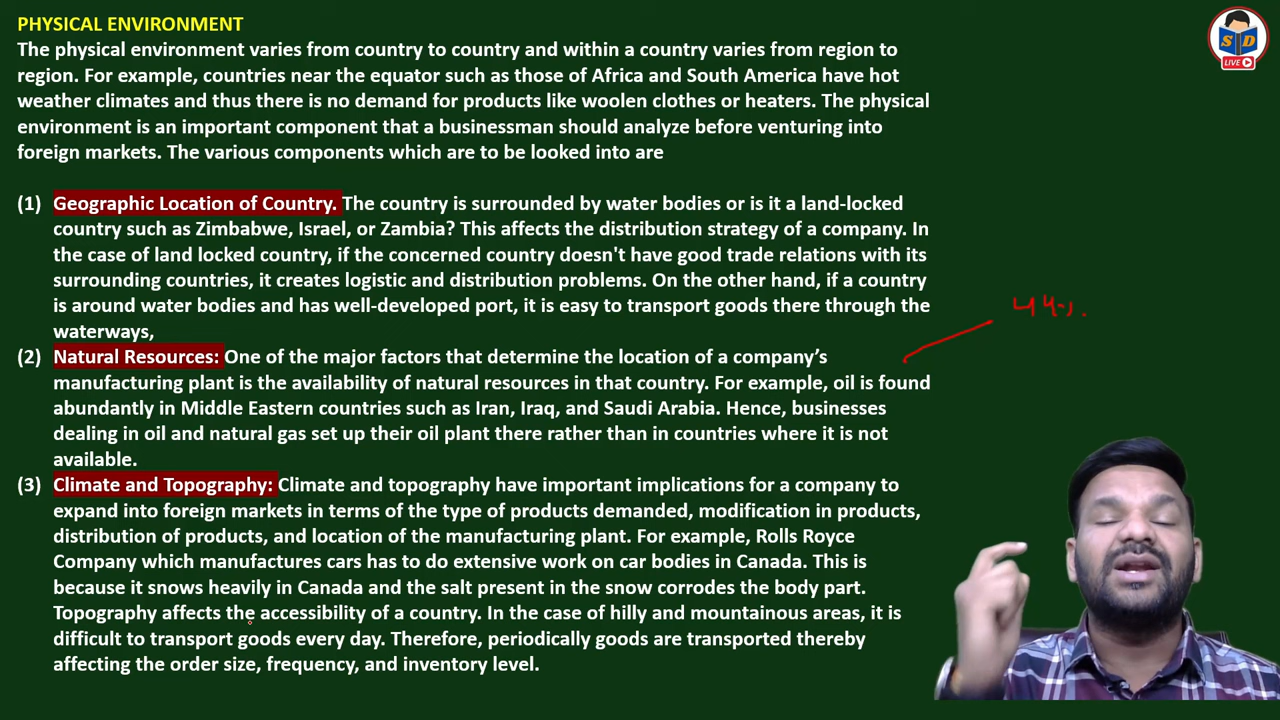 PHYSICAL ENVIRONMENT
The physical environment varies from country to country and within a country varies from region to
region. For example, countries near the equator such as those of Africa and South America have hot
weather climates and thus there is no demand for products like woolen clothes or heaters. The physical
environment is an important component that a businessman should analyze before venturing into
foreign markets. The various components which are to be looked into are
(1) Geographic Location of Country. The country is surrounded by water bodies or is it a land-locked
country such as Zimbabwe, Israel, or Zambia? This affects the distribution strategy of a company. In
the case of land locked country, if the concerned country doesn't have good trade relations with its
surrounding countries, it creates logistic and distribution problems. On the other hand, if a country
is around water bodies and has well-developed port, it is easy to transport goods there through the
waterways,
(2) Natural Resources: One of the major factors that determine the location of a company's
manufacturing plant is the availability of natural resources in that country. For example, oil is found
abundantly in Middle Eastern countries such as Iran, Iraq, and Saudi Arabia. Hence, businesses
dealing in oil and natural gas set up their oil plant there rather than in countries where it is not
available.
(3) Climate and Topography: Climate and topography have important implications for a company to
expand into foreign markets in terms of the type of products demanded, modification in products,
distribution of products, and location of the manufacturing plant. For example, Rolls Royce
Company which manufactures cars has to do extensive work on car bodies in Canada. This is
because it snows heavily in Canada and the salt present in the snow corrodes the body part.
Topography affects the accessibility of a country. In the case of hilly and mountainous areas, it is
difficult to transport goods every day. Therefore, periodically goods are transported thereby
affecting the order size, frequency, and inventory level.
S D
LIVE